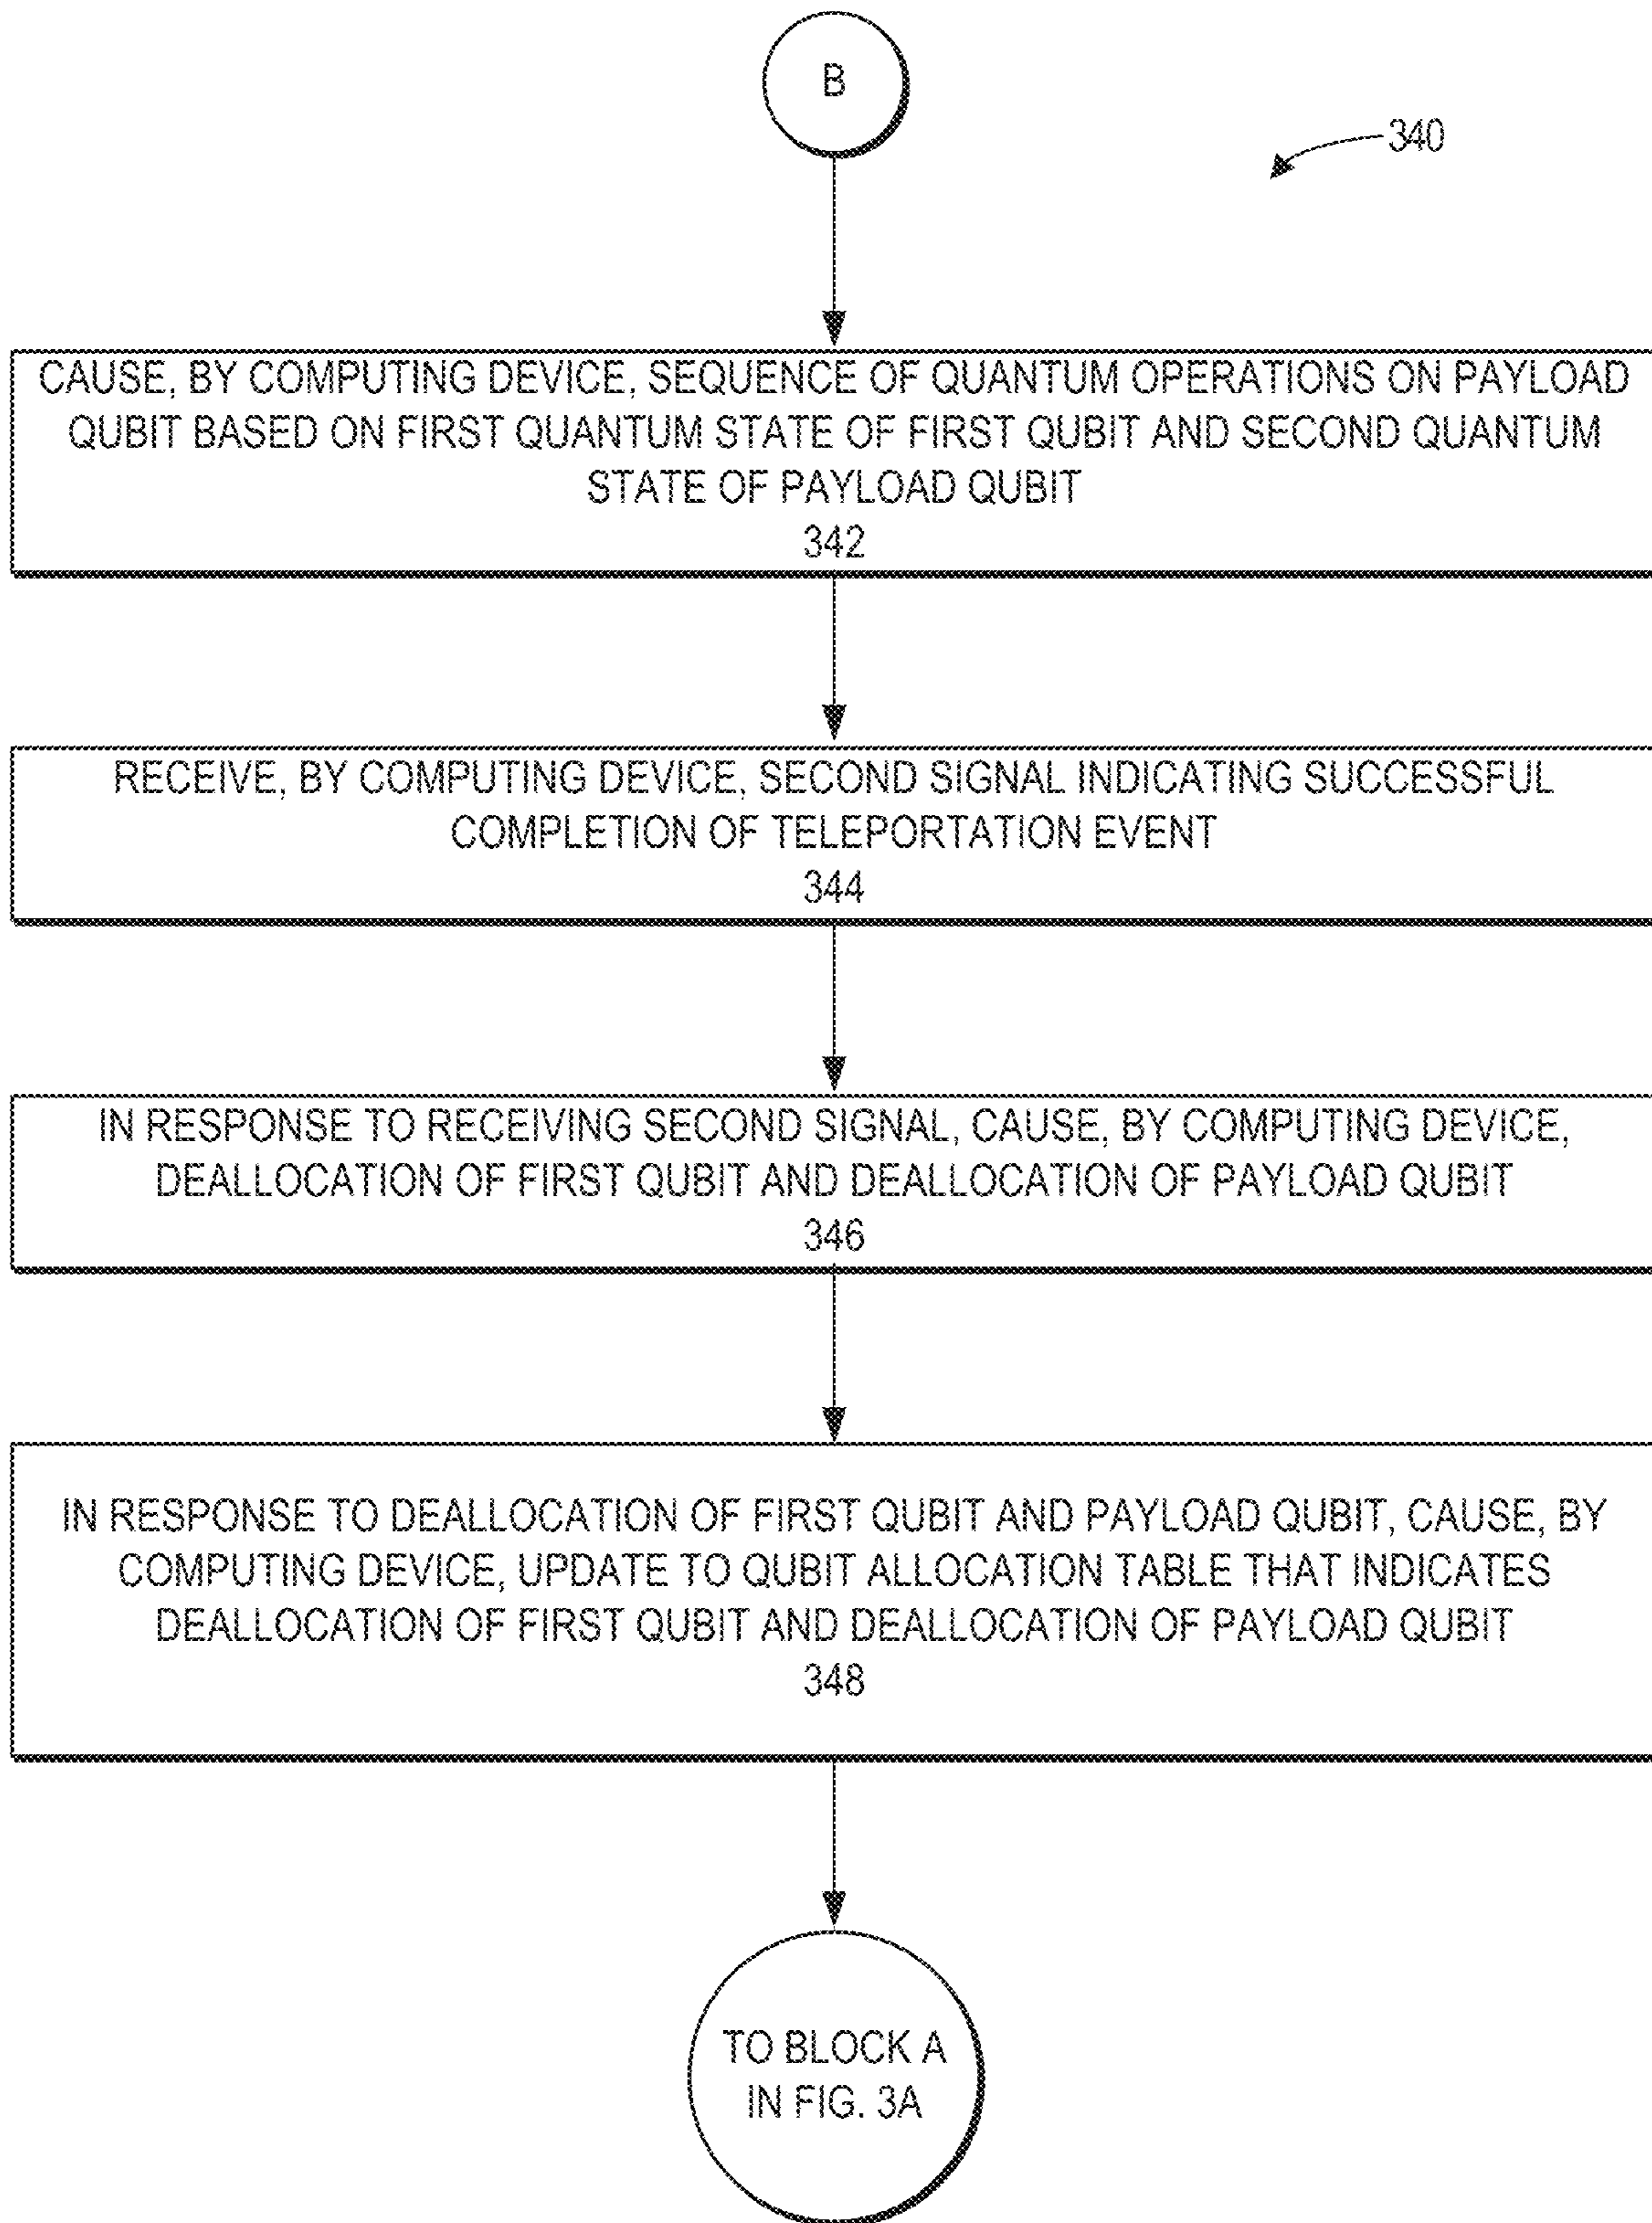 B
340
CAUSE, BY COMPUTING DEVICE, SEQUENCE OF QUANTUM OPERATIONS ON PAYLOAD
QUBIT BASED ON FIRST QUANTUM STATE OF FIRST QUBIT AND SECOND QUANTUM
STATE OF PAYLOAD QUBIT
342
RECEIVE, BY COMPUTING DEVICE, SECOND SIGNAL INDICATING SUCCESSFUL
COMPLETION OF TELEPORTATION EVENT
344
IN RESPONSE TO RECEIVING SECOND SIGNAL, CAUSE, BY COMPUTING DEVICE,
DEALLOCATION OF FIRST QUBIT AND DEALLOCATION OF PAYLOAD QUBIT
346
IN RESPONSE TO DEALLOCATION OF FIRST QUBIT AND PAYLOAD QUBIT, CAUSE, BY
COMPUTING DEVICE, UPDATE TO QUBIT ALLOCATION TABLE THAT INDICATES
DEALLOCATION OF FIRST QUBIT AND DEALLOCATION OF PAYLOAD QUBIT
348
TO BLOCK A
IN FIG. 3A